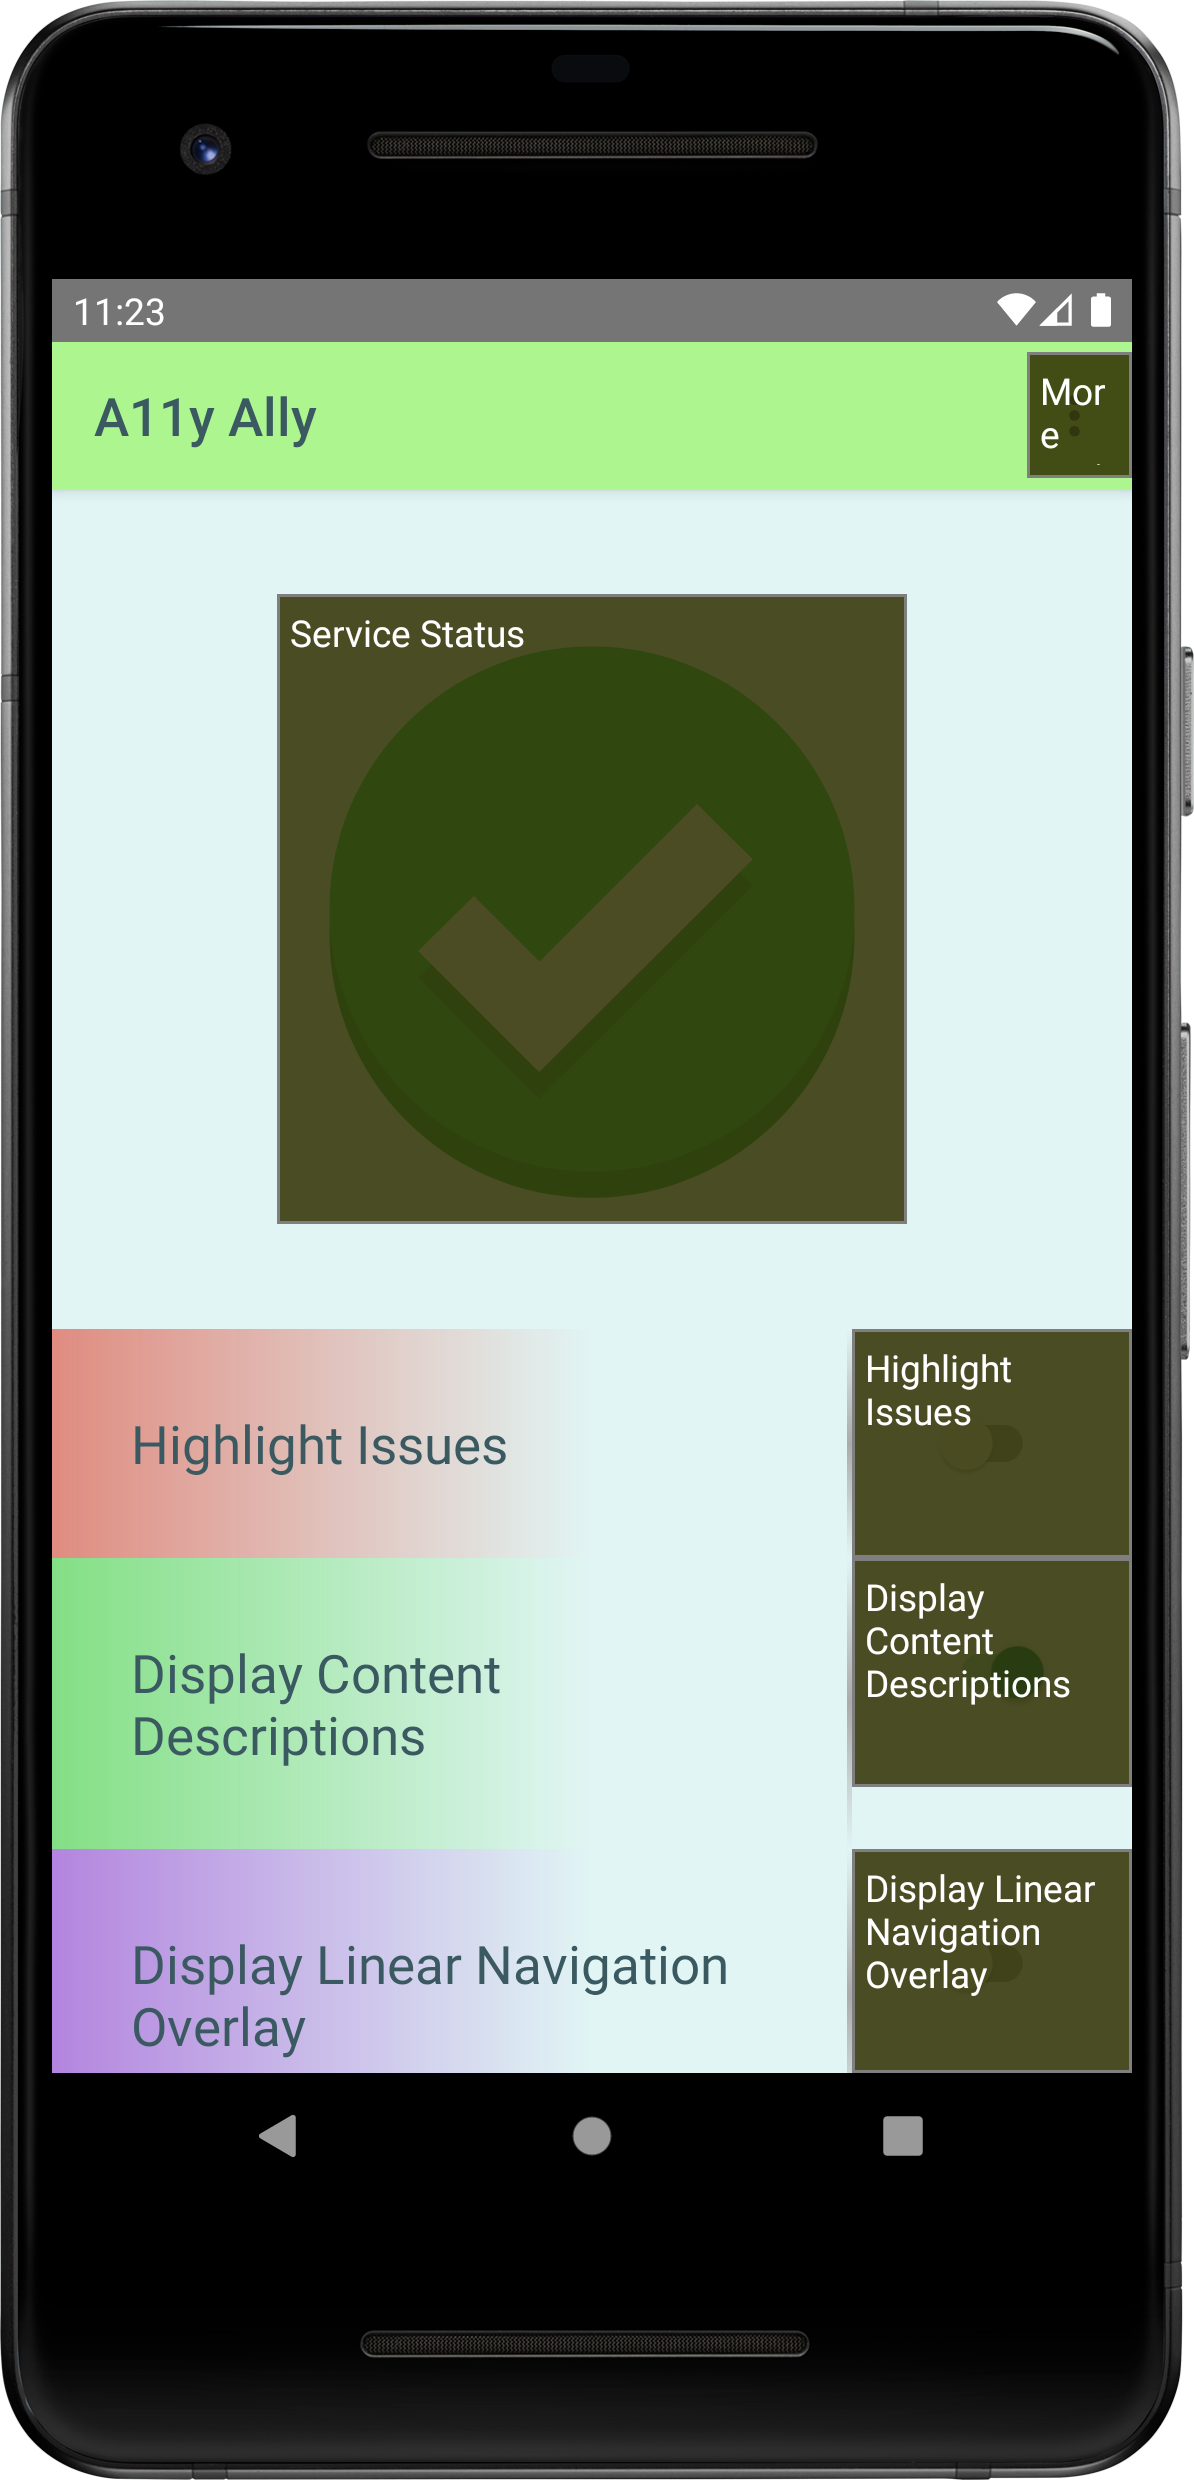 11:23
A11y Ally
Mor
e
Service Status
Highlight Issues
Highlight
Issues
Display Content
Descriptions
Display
Content
Descriptions
Display Linear Navigation
Overlay
Display Linear
Navigation
Overlay